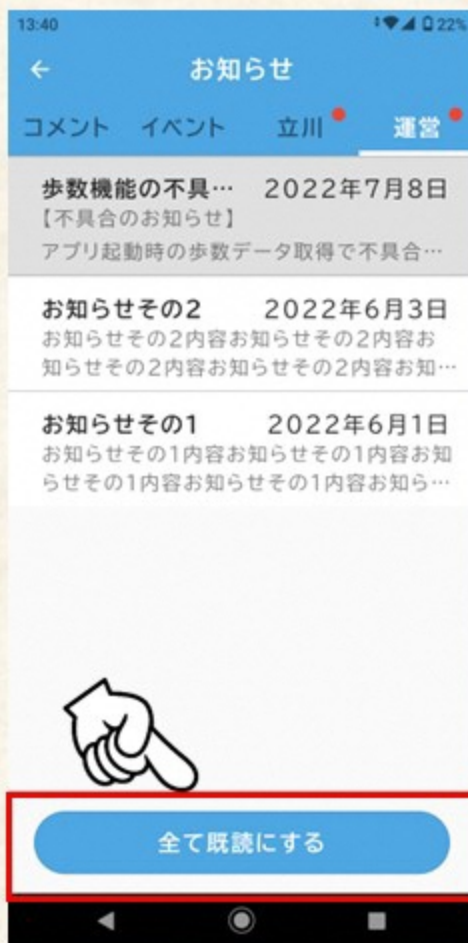 13:40
22%
お知らせ
コメント イベント 立川 運営
歩数機能の不具… 2022年7月8日
【不具合のお知らせ】
アプリ起動時の歩数データ取得で不具合…
お知らせその2 2022年6月3日
お知らせその2内容お知らせその2内容お
知らせその2内容お知らせその2内容お知…
お知らせその1 2022年6月1日
お知らせその1内容お知らせその1内容お知
らせその1内容お知らせその1内容お知ら…
全て既読にする